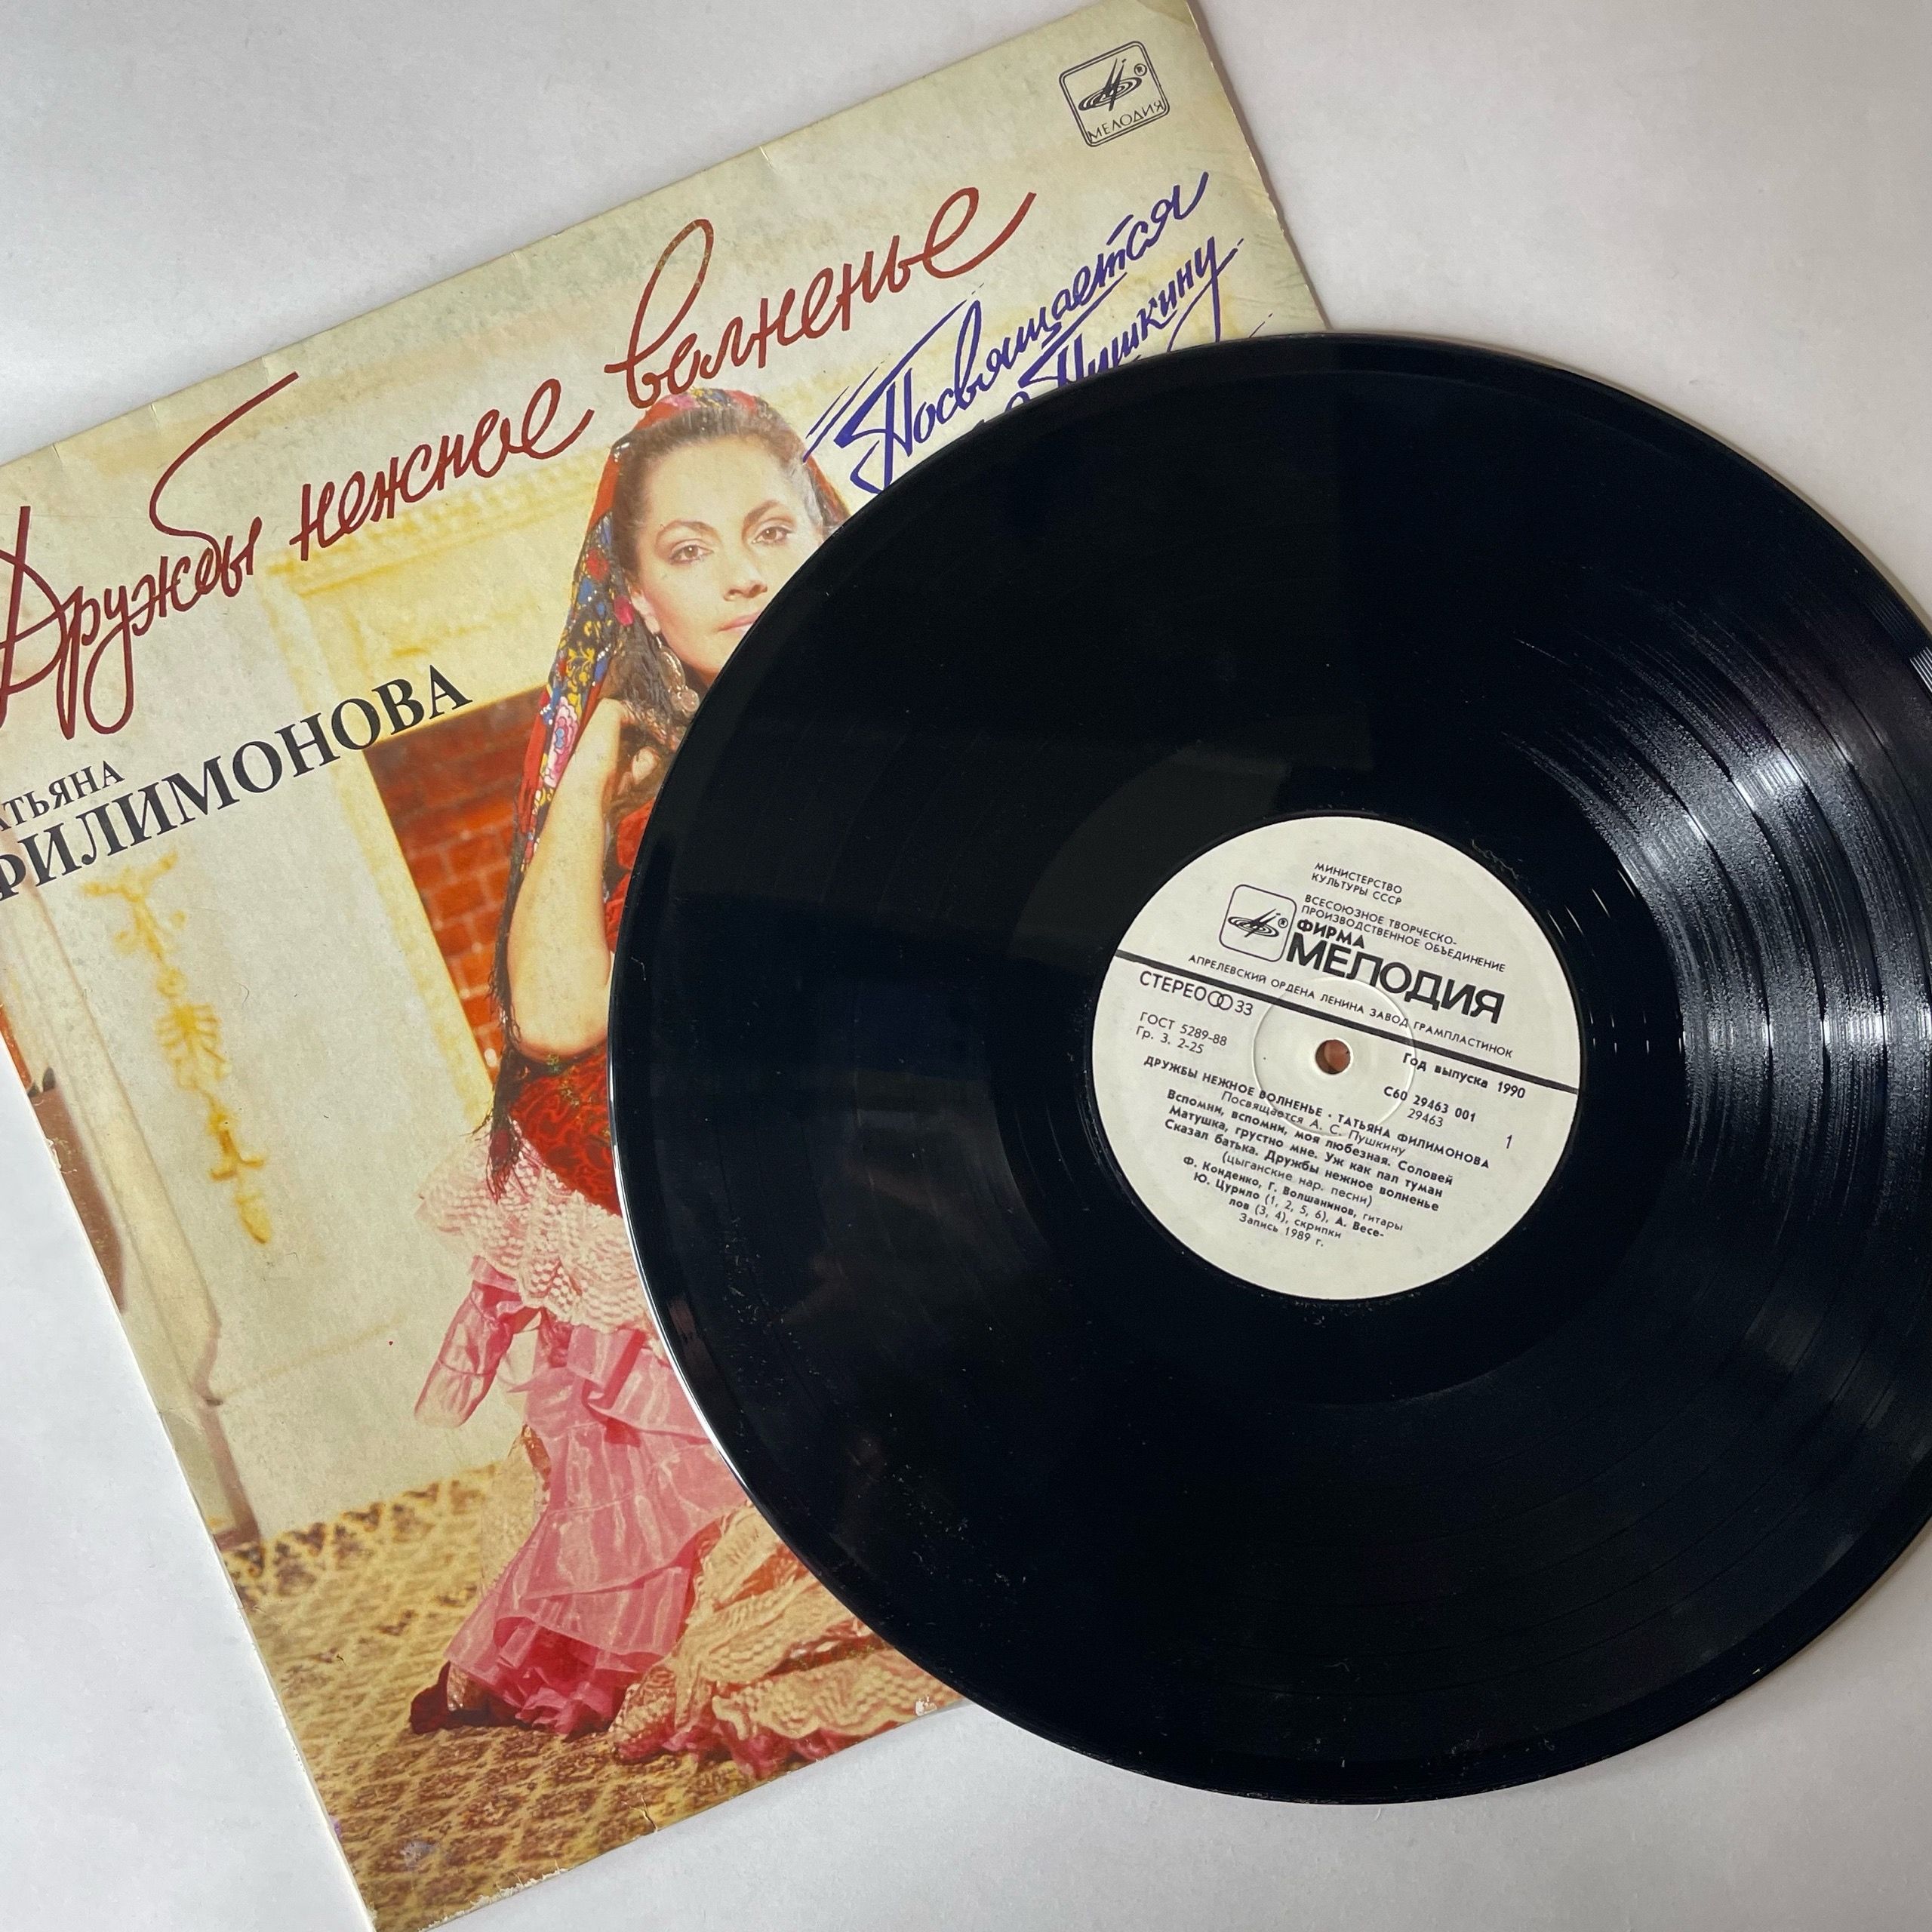 МЕЛОДИЯ
Дружбы нежное волненье
Посвящается
Пушкину
ТАТЬЯНА
ФИЛИМОНОВА
МИНИСТЕРСТВО
КУЛЬТУРЫ СССР
ВСЕСОЮЗНОЕ ТВОРЧЕСКО-
ПРОИЗВОДСТВЕННОЕ ОБЪЕДИНЕНИЕ
ФИРМА
МЕЛОДИЯ
АПРЕЛЕВСКИЙ ОРДЕНА ЛЕНИНА ЗАВОД ГРАМПЛАСТИНОК
СТЕРЕО 33
ГОСТ 5289-88
Гр. 3. 2-25
Год выпуска 1990
С60 29463 001
29463
1
ДРУЖБЫ НЕЖНОЕ ВОЛНЕНЬЕ · ТАТЬЯНА ФИЛИМОНОВА
Посвящается А. С. Пушкину
Вспомни, вспомни, моя любезная. Соловей
Матушка, грустно мне. Уж как пал туман
Сказал батька. Дружбы нежное волненье
(цыганские нар. песни)
Ф. Конденко, Г. Волшанинов, гитары
Ю. Цурило (1, 2, 5, 6), А. Весе-
лов (3, 4), скрипки
Запись 1989 г.